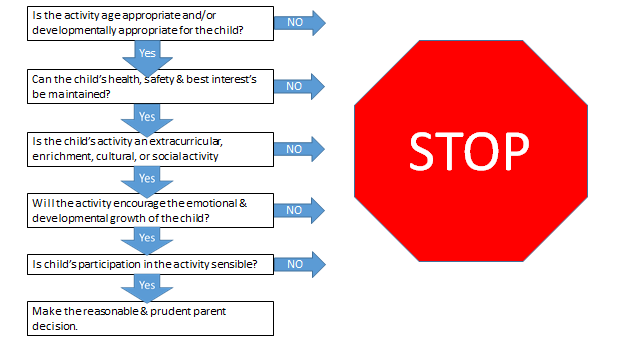 Is the activity age appropriate and/or
developmentally appropriate for the child?
NO
Yes
Can the child's health, safety & best interest's
be maintained?
NO
Yes
Is the child's activity an extracurricular,
enrichment, cultural, or social activity
NO
STOP
Yes
Will the activity encourage the emotional &
developmental growth of the child?
NO
Yes
Is child's participation in the activity sensible?
NO
Yes
Make the reasonable & prudent parent
decision.